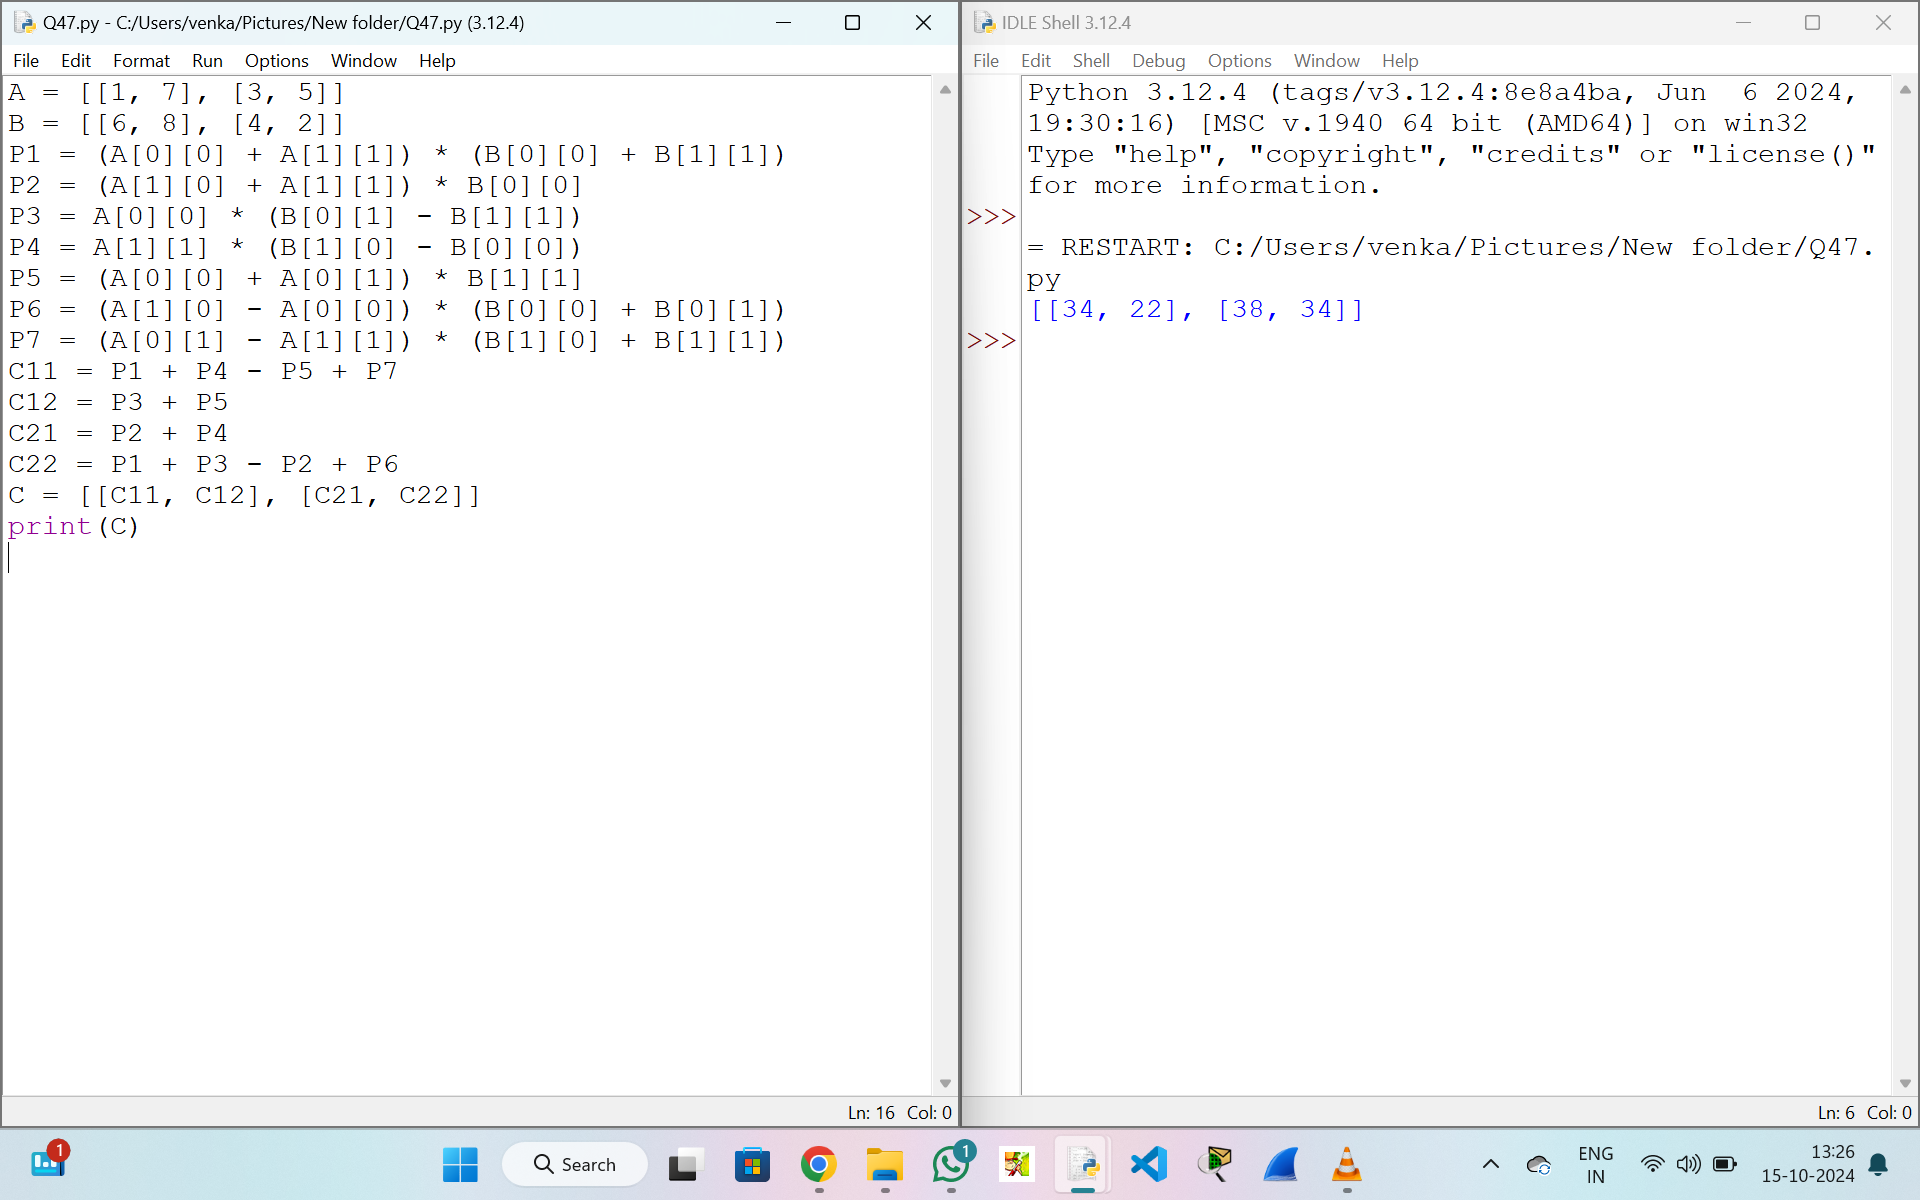 Q47.py - C:/Users/venka/Pictures/New folder/Q47.py (3.12.4)
File Edit Format Run Options Window Help
A = [[1, 7], [3, 5]]
B = [[6, 8], [4, 2]]
P1 = (A[0][0] + A[1][1]) * (B[0][0] + B[1][1])
P2 = (A[1][0] + A[1][1]) * B[0][0]
P3 = A[0][0] * (B[0][1] - B[1][1])
P4 = A[1][1] * (B[1][0] - B[0][0])
P5 = (A[0][0] + A[0][1]) * B[1][1]
P6 = (A[1][0] - A[0][0]) * (B[0][0] + B[0][1])
P7 = (A[0][1] - A[1][1]) * (B[1][0] + B[1][1])
C11 = P1 + P4 - P5 + P7
C12 = P3 + P5
C21 = P2 + P4
C22 = P1 + P3 - P2 + P6
C = [[C11, C12], [C21, C22]]
print(C)
Ln: 16 Col: 0
IDLE Shell 3.12.4
File Edit Shell Debug Options Window Help
Python 3.12.4 (tags/v3.12.4:8e8a4ba, Jun  6 2024,
19:30:16) [MSC v.1940 64 bit (AMD64)] on win32
Type "help", "copyright", "credits" or "license()"
for more information.
>>>
= RESTART: C:/Users/venka/Pictures/New folder/Q47.
py
[[34, 22], [38, 34]]
>>>
Ln: 6 Col: 0
1
Search
1
ENG
IN
13:26
15-10-2024